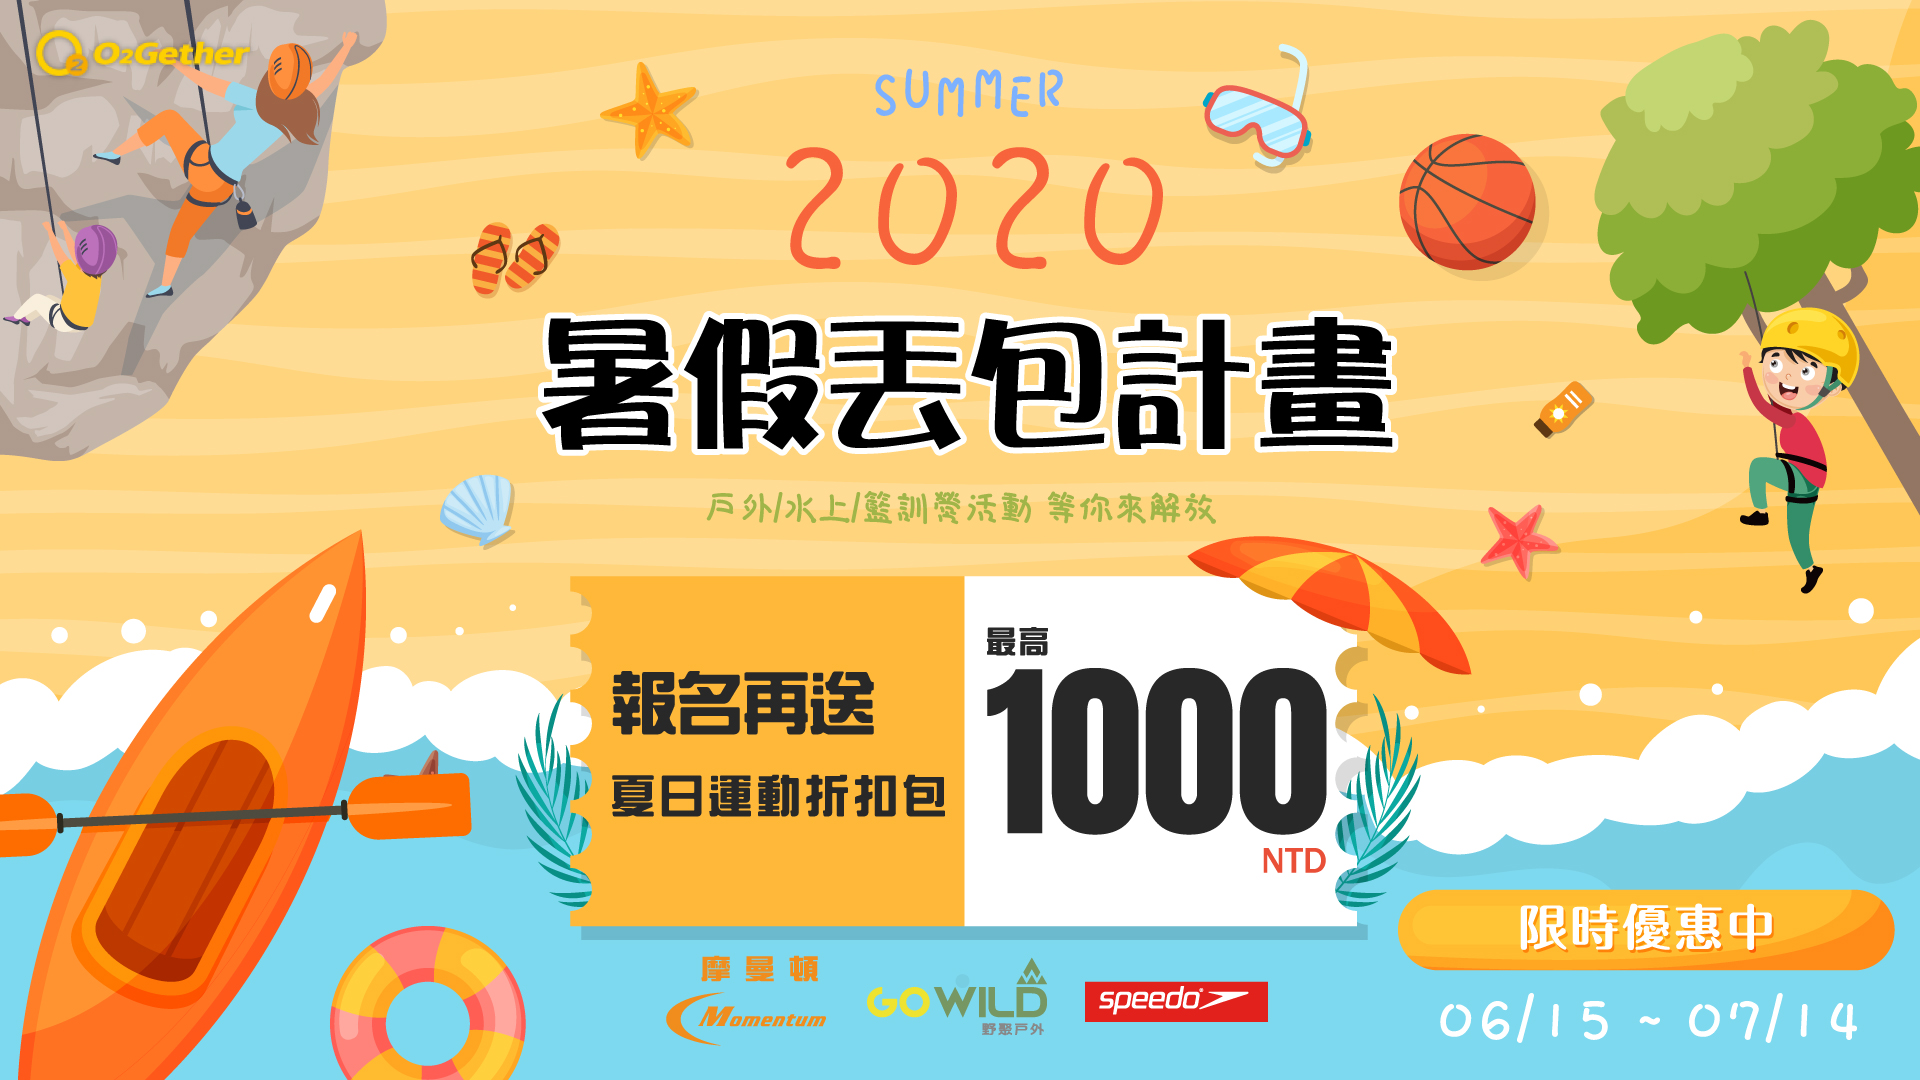 O2Gether
SUMMER
2020
暑假丟包計畫
戶外/水上/籃訓營活動 等你來解放
報名再送
夏日運動折扣包
最高
1000
NTD
摩曼頓
Momentum
GO WILD
野聚戶外
speedo
限時優惠中
06/15 ~ 07/14